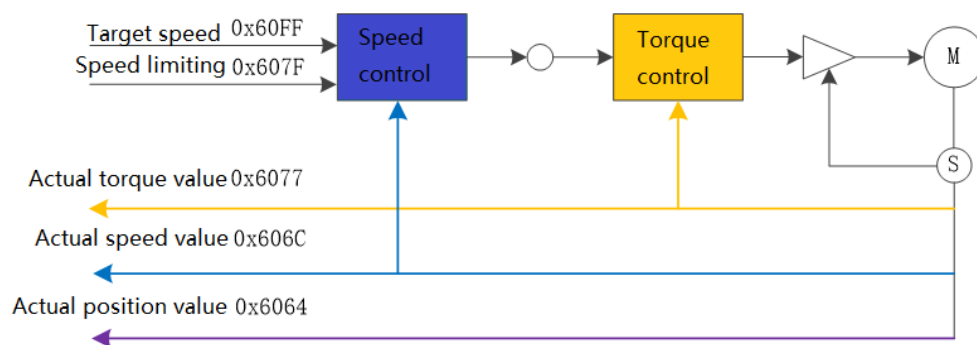 Target speed 0x60FF
Speed limiting 0x607F
Speed
control
Torque
control
M
S
Actual torque value 0x6077
Actual speed value 0x606C
Actual position value 0x6064